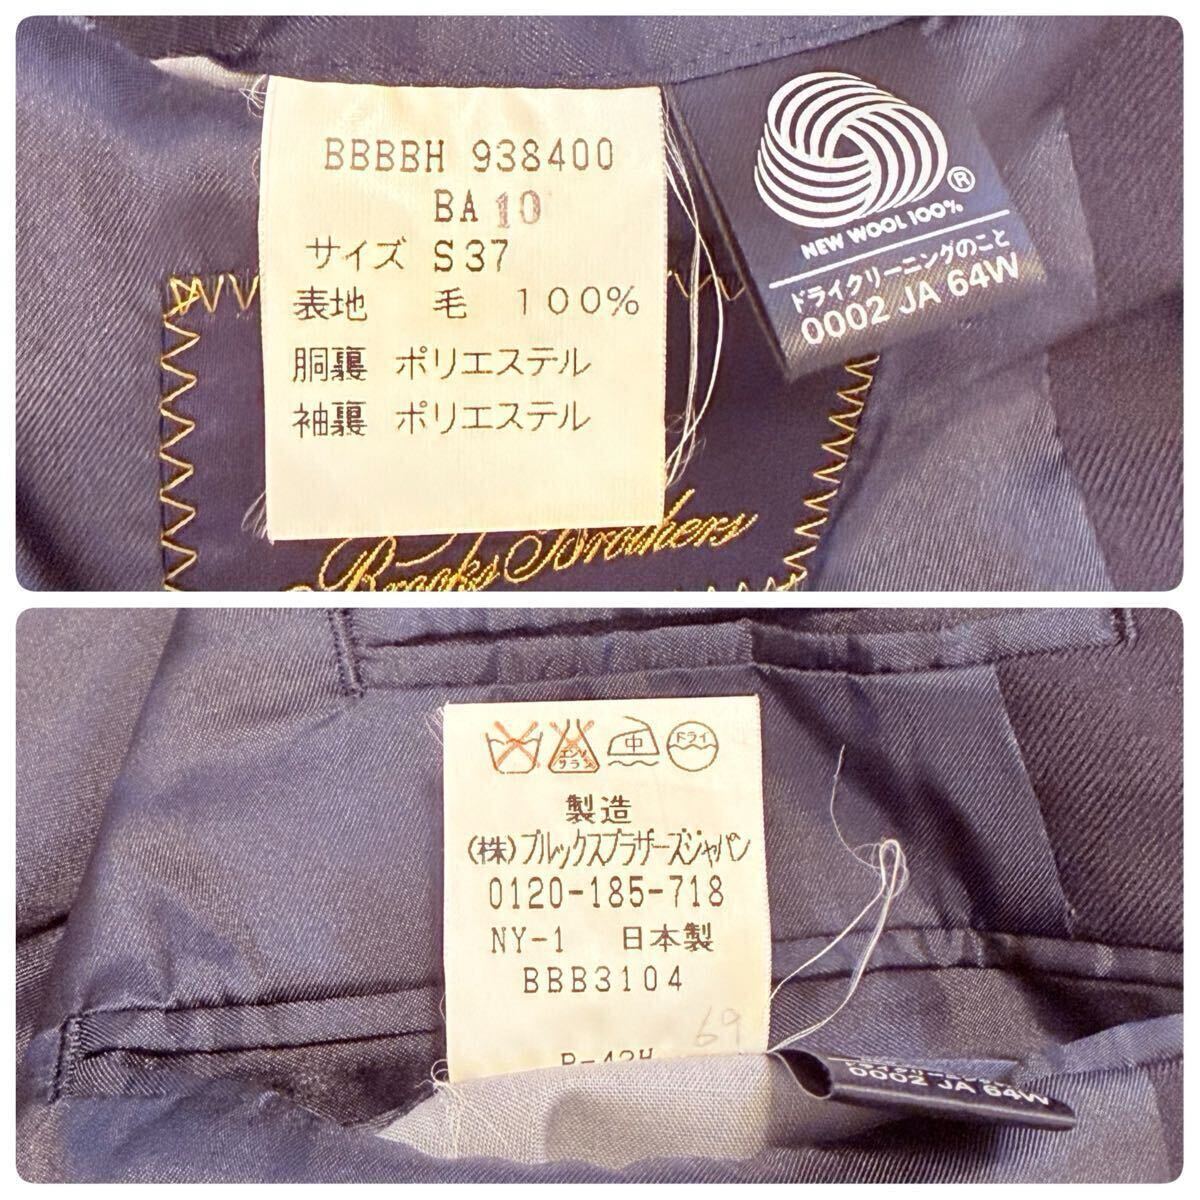 BBBBH 938400
BA 10
サイズ S37
表地 毛 100%
胴裏 ポリエステル
袖裏 ポリエステル
NEW WOOL 100%
ドライクリーニングのこと
0002 JA 64W
Brooks Brothers
エンソ
サラシ
中
ドライ
製造
(株)ブルックスブラザーズジャパン
0120-185-718
NY-1 日本製
BBB3104
69
0002 JA 64W